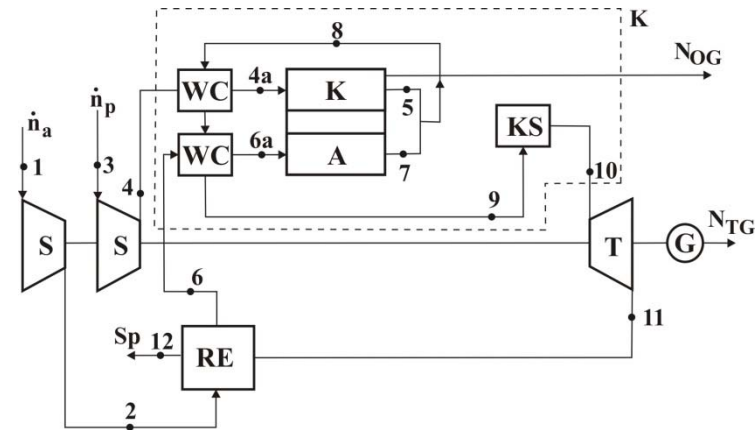 8
K
WC
4a
K
N_OG
5
ṅ_a
ṅ_p
WC
6a
A
7
KS
1
3
4
9
10
S
S
T
G
N_TG
6
11
Sp
12
RE
2